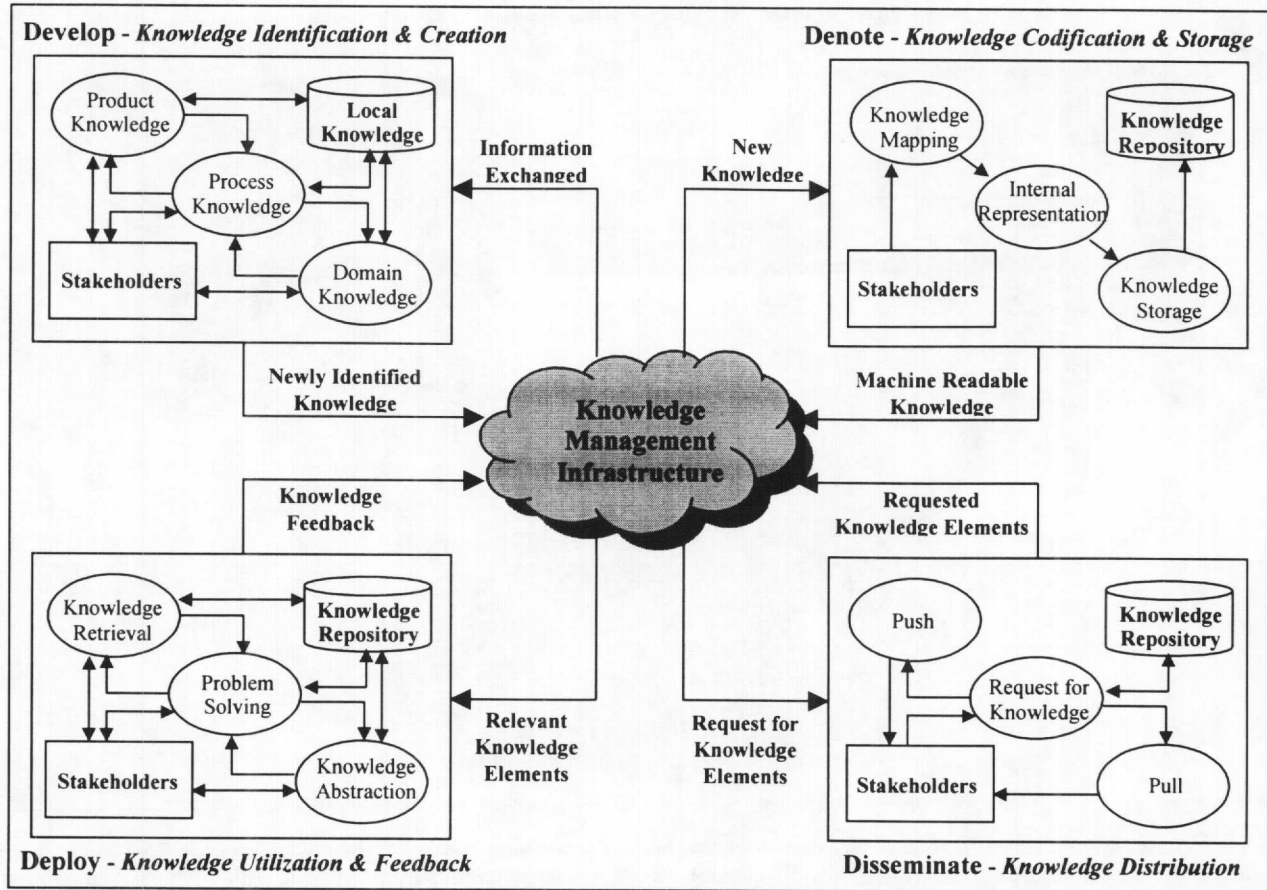 Develop - Knowledge Identification & Creation
Product
Knowledge
Local
Knowledge
Process
Knowledge
Stakeholders
Domain
Knowledge
Information
Exchanged
Newly Identified
Knowledge
Denote - Knowledge Codification & Storage
New
Knowledge
Knowledge
Mapping
Knowledge
Repository
Internal
Representation
Stakeholders
Knowledge
Storage
Machine Readable
Knowledge
Knowledge
Management
Infrastructure
Knowledge
Feedback
Knowledge
Retrieval
Knowledge
Repository
Problem
Solving
Stakeholders
Knowledge
Abstraction
Relevant
Knowledge
Elements
Deploy - Knowledge Utilization & Feedback
Requested
Knowledge Elements
Push
Knowledge
Repository
Request for
Knowledge
Stakeholders
Pull
Request for
Knowledge
Elements
Disseminate - Knowledge Distribution